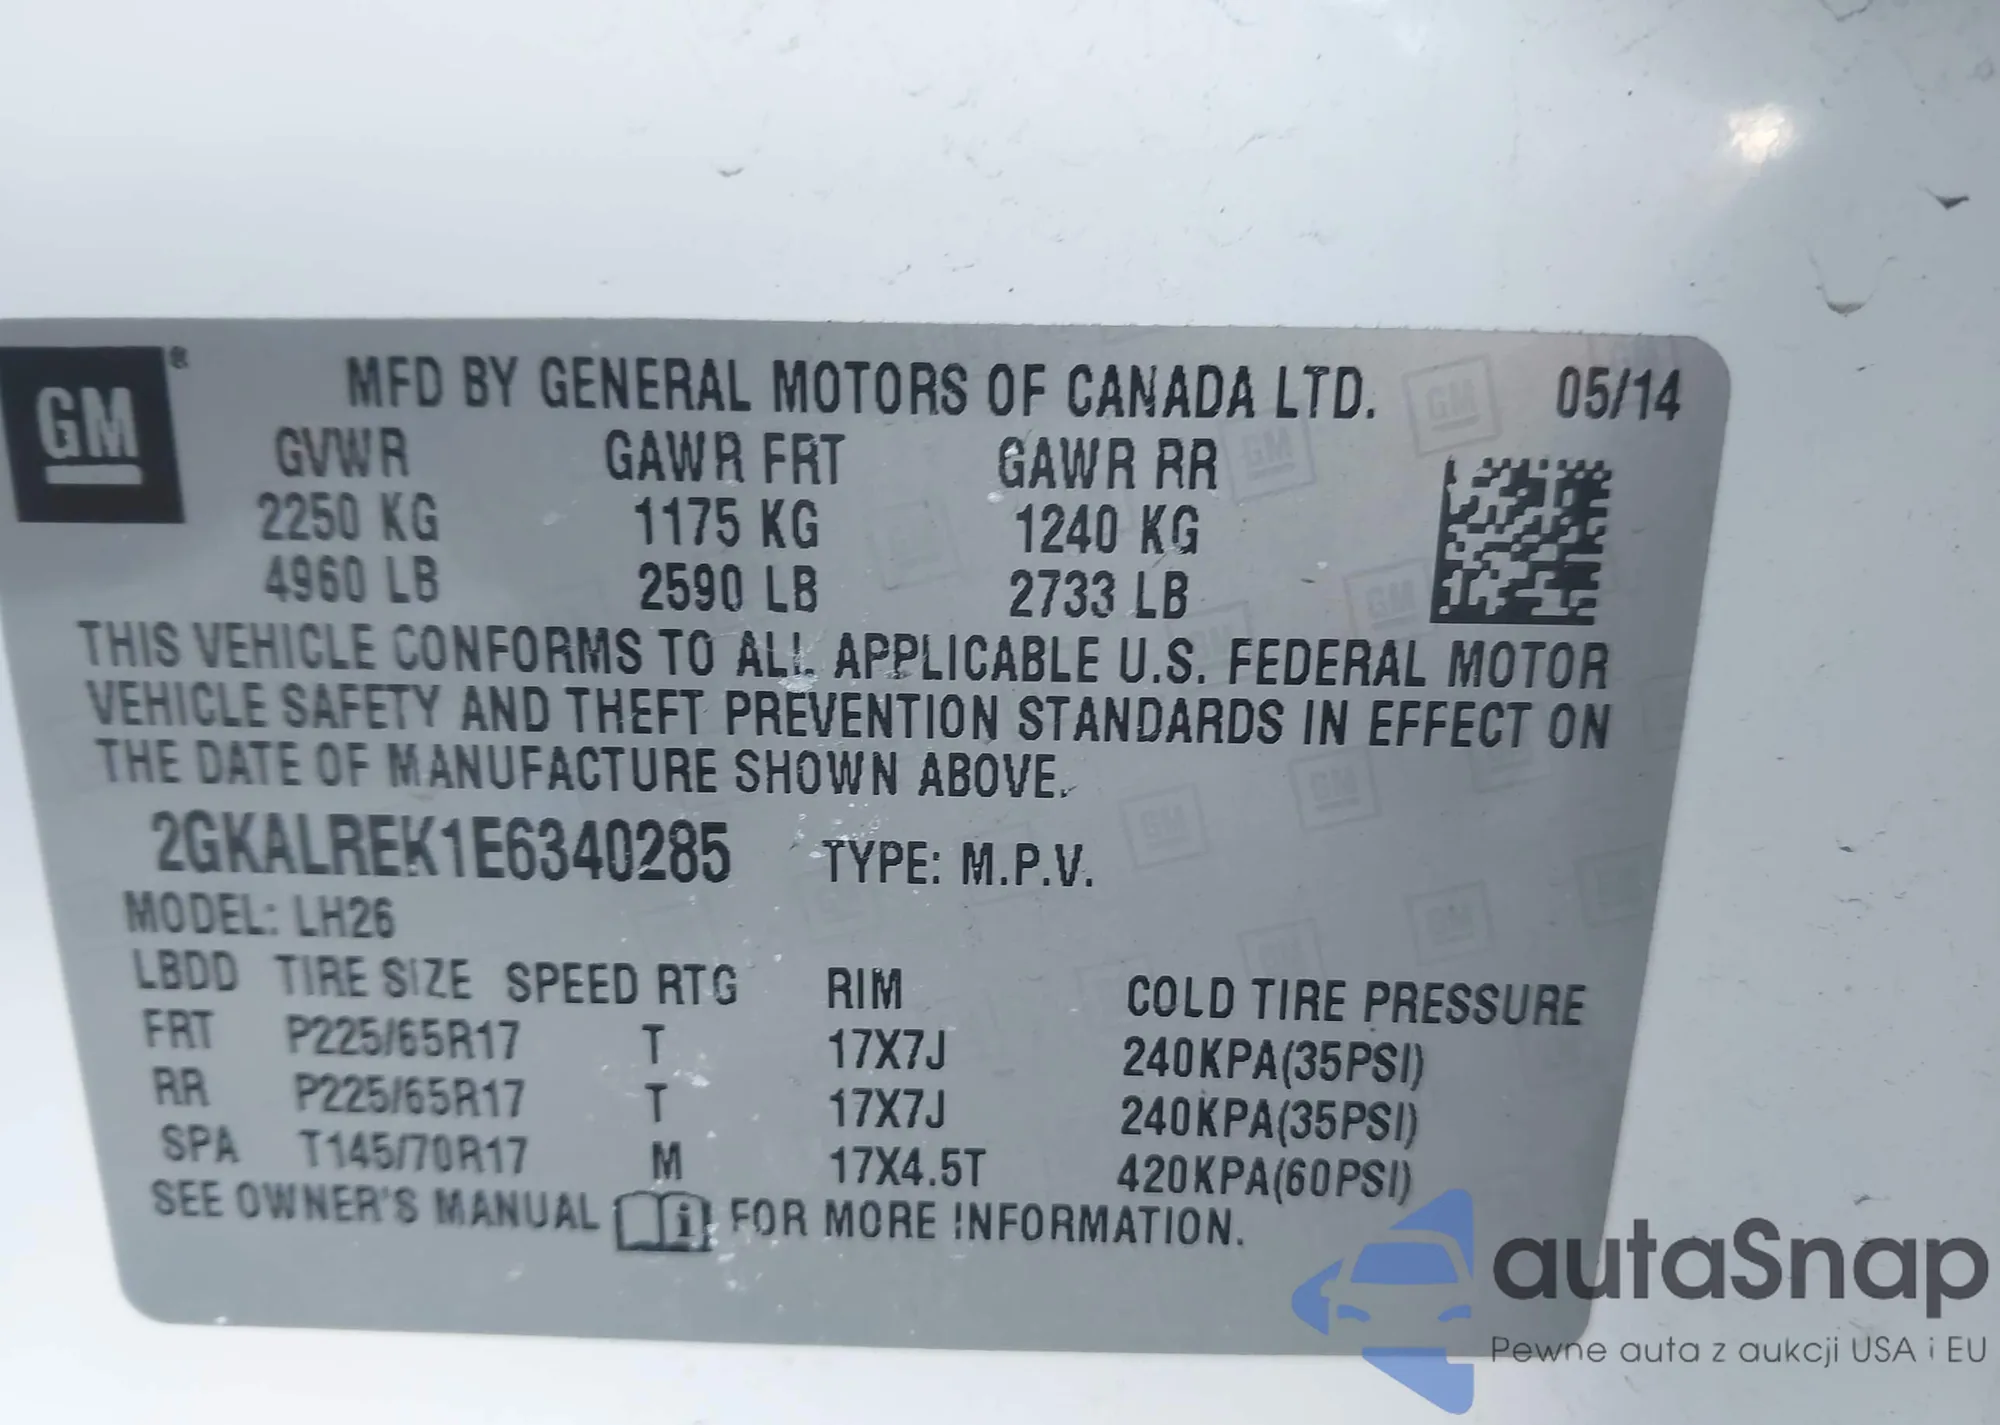 GM ® MFD BY GENERAL MOTORS OF CANADA LTD. 05/14
GVWR GAWR FRT GAWR RR
2250 KG 1175 KG 1240 KG
4960 LB 2590 LB 2733 LB
THIS VEHICLE CONFORMS TO ALL APPLICABLE U.S. FEDERAL MOTOR
VEHICLE SAFETY AND THEFT PREVENTION STANDARDS IN EFFECT ON
THE DATE OF MANUFACTURE SHOWN ABOVE.
2GKALREK1E6340285 TYPE: M.P.V.
MODEL: LH26
LBDD TIRE SIZE SPEED RTG RIM COLD TIRE PRESSURE
FRT P225/65R17 T 17X7J 240KPA(35PSI)
RR P225/65R17 T 17X7J 240KPA(35PSI)
SPA T145/70R17 M 17X4.5T 420KPA(60PSI)
SEE OWNER'S MANUAL i FOR MORE INFORMATION.
autaSnap
Pewne auta z aukcji USA i EU